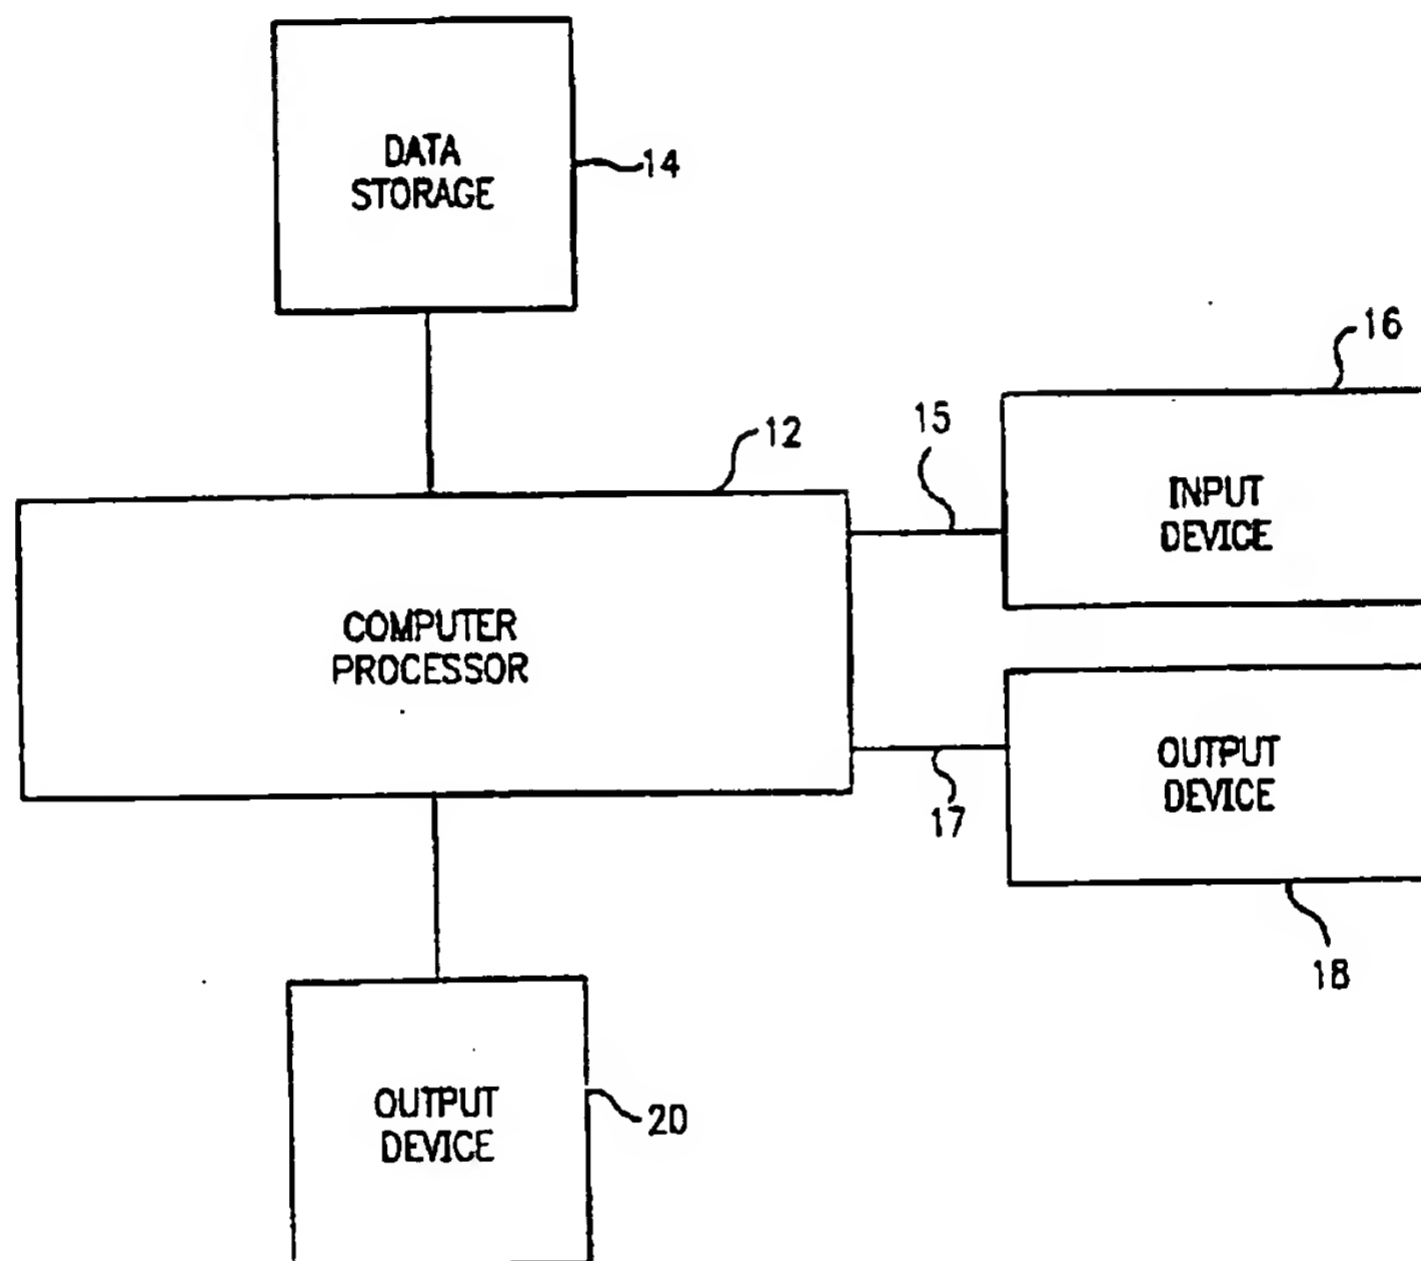 DATA
STORAGE
14
16
12
15
INPUT
DEVICE
COMPUTER
PROCESSOR
OUTPUT
DEVICE
17
18
OUTPUT
DEVICE
20